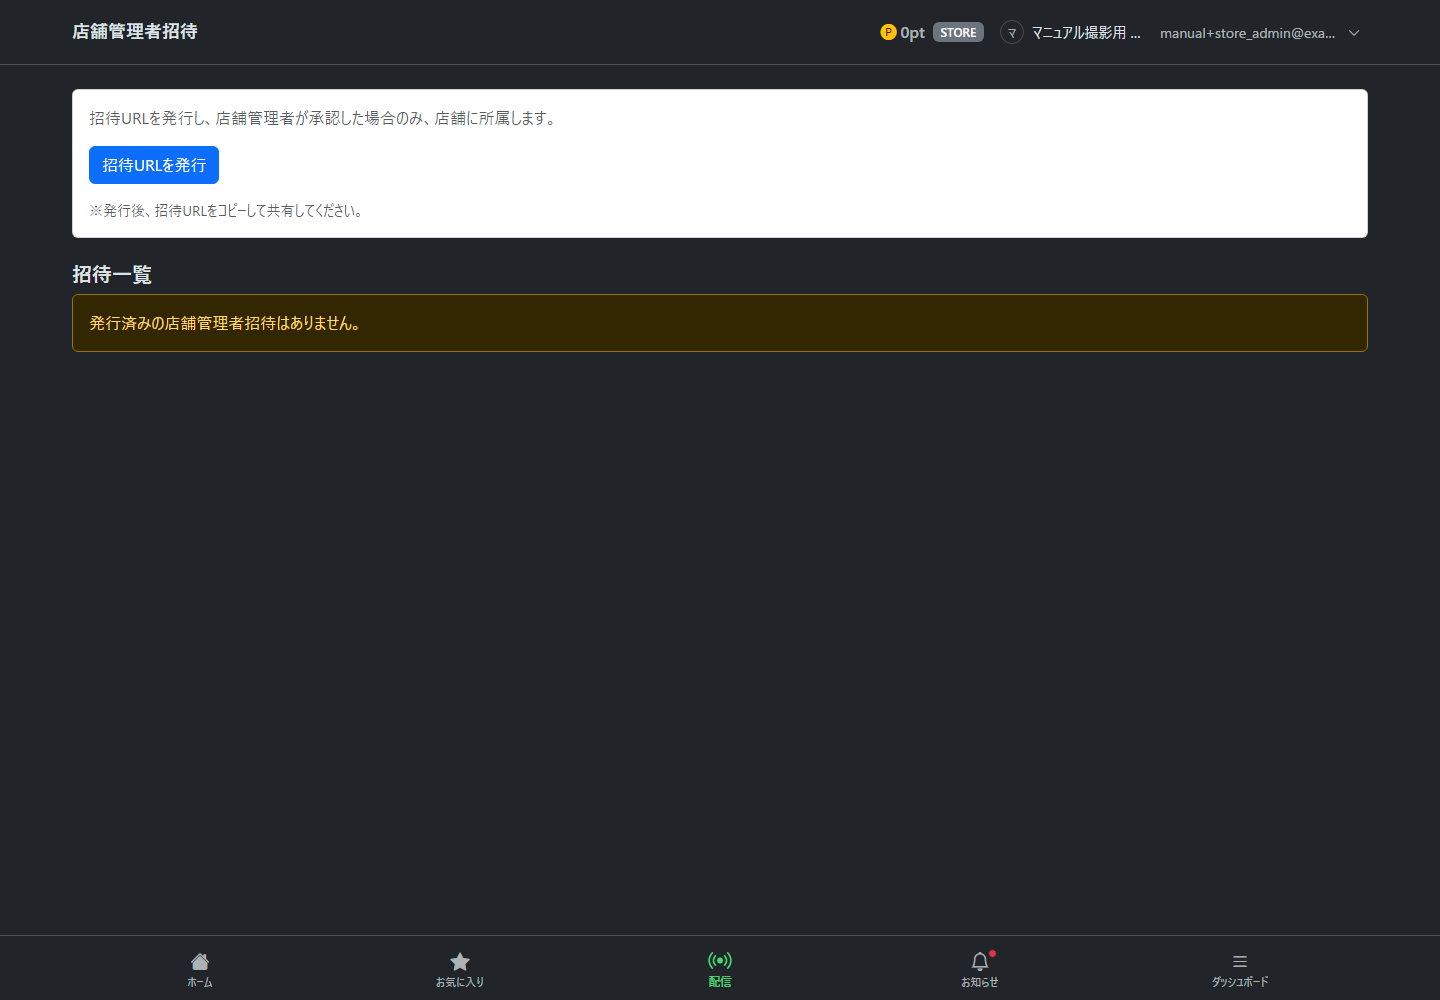 店舗管理者招待
P 0pt STORE マ マニュアル撮影用 ... manual+store_admin@exa...
招待URLを発行し、店舗管理者が承認した場合のみ、店舗に所属します。
招待URLを発行
※発行後、招待URLをコピーして共有してください。
招待一覧
発行済みの店舗管理者招待はありません。
ホーム
お気に入り
配信
お知らせ
ダッシュボード